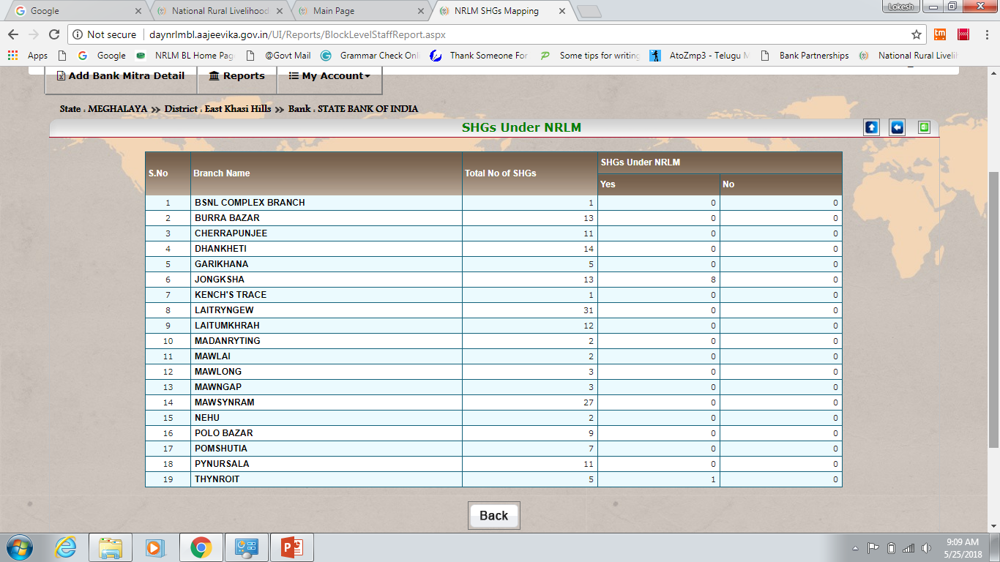 Google
National Rural Livelihood
Main Page
NRLM SHGs Mapping
Lokesh
Not secure | daynrlmbl.aajeevika.gov.in/UI/Reports/BlockLevelStaffReport.aspx
Apps Google NRLM BL Home Pag @Govt Mail Grammar Check Onl Thank Someone For Some tips for writing AtoZmp3 - Telugu M Bank Partnerships National Rural Liveli
Add Bank Mitra Detail Reports My Account
State : MEGHALAYA >> District : East Khasi Hills >> Bank : STATE BANK OF INDIA
SHGs Under NRLM
S.No Branch Name Total No of SHGs SHGs Under NRLM
Yes No
1 BSNL COMPLEX BRANCH 1 0 0
2 BURRA BAZAR 13 0 0
3 CHERRAPUNJEE 11 0 0
4 DHANKHETI 14 0 0
5 GARIKHANA 5 0 0
6 JONGKSHA 13 8 0
7 KENCH'S TRACE 1 0 0
8 LAITRYNGEW 31 0 0
9 LAITUMKHRAH 12 0 0
10 MADANRYTING 2 0 0
11 MAWLAI 2 0 0
12 MAWLONG 3 0 0
13 MAWNGAP 3 0 0
14 MAWSYNRAM 27 0 0
15 NEHU 2 0 0
16 POLO BAZAR 9 0 0
17 POMSHUTIA 7 0 0
18 PYNURSALA 11 0 0
19 THYNROIT 5 1 0
Back
9:09 AM
5/25/2018